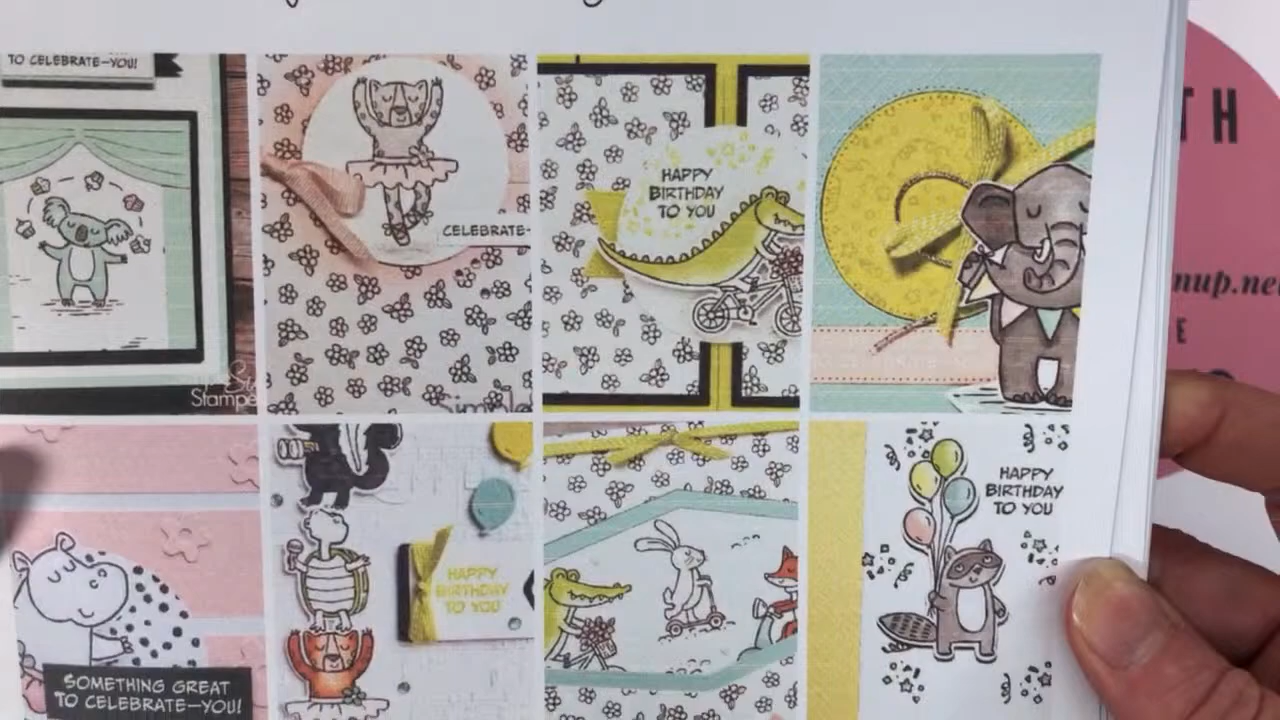 TO CELEBRATE—YOU!
TH
CELEBRATE-
HAPPY
BIRTHDAY
TO YOU
nup.ne
E
Stampe
HAPPY
BIRTHDAY
TO YOU
HAPPY
BIRTHDAY
TO YOU
SOMETHING GREAT
TO CELEBRATE—YOU!